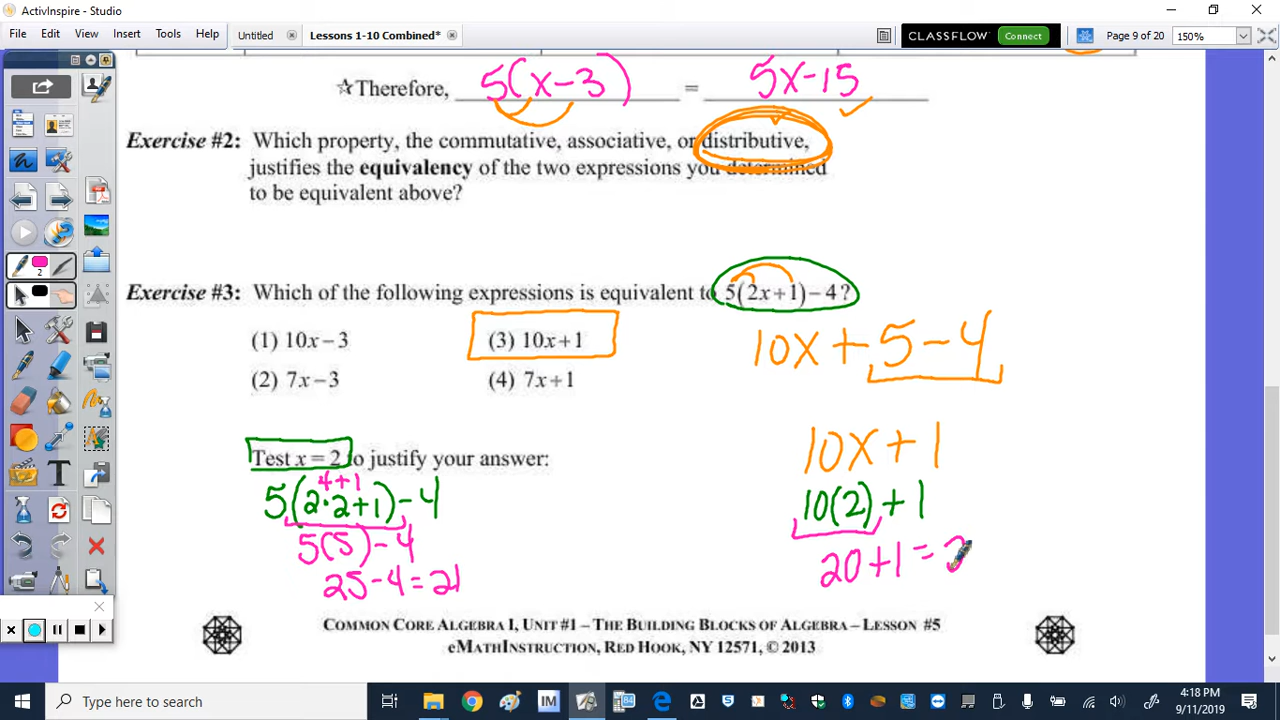 ActivInspire - Studio
File Edit View Insert Tools Help Untitled Lessons 1-10 Combined* CLASSFLOW Connect Page 9 of 20 150%
☆Therefore, 5(x-3) = 5x-15
Exercise #2: Which property, the commutative, associative, or distributive,
justifies the equivalency of the two expressions you determined
to be equivalent above?
Exercise #3: Which of the following expressions is equivalent to 5(2x+1)-4?
(1) 10x-3 (3) 10x+1 10x+5-4
(2) 7x-3 (4) 7x+1
10x+1
Test x=2 to justify your answer:
4+1
5(2·2+1)-4 10(2)+1
5(5)-4
20+1=2
25-4=21
COMMON CORE ALGEBRA I, UNIT #1 – THE BUILDING BLOCKS OF ALGEBRA – LESSON #5
eMATHINSTRUCTION, RED HOOK, NY 12571, © 2013
2
T
Type here to search IM 5
4:18 PM
9/11/2019